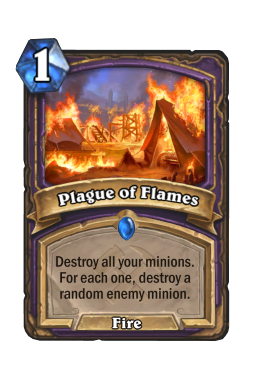 1
Plague of Flames
Destroy all your minions.
For each one, destroy a
random enemy minion.
Fire